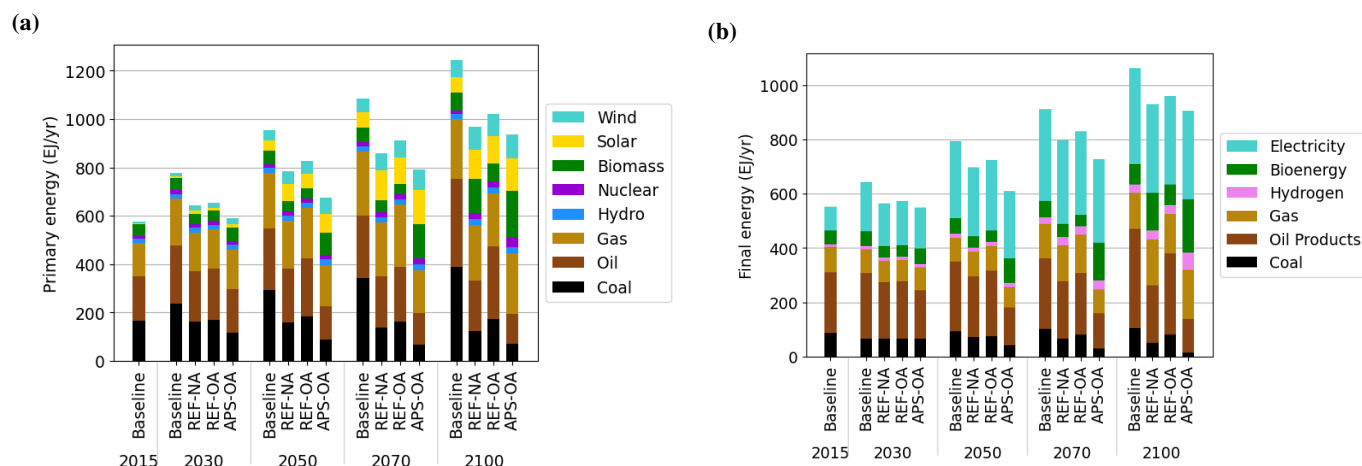 (a)
Primary energy (EJ/yr)
1200
1000
800
600
400
200
0
Baseline
Baseline
REF-NA
REF-OA
APS-OA
Baseline
REF-NA
REF-OA
APS-OA
Baseline
REF-NA
REF-OA
APS-OA
Baseline
REF-NA
REF-OA
APS-OA
2015 2030 2050 2070 2100
Wind
Solar
Biomass
Nuclear
Hydro
Gas
Oil
Coal
(b)
Final energy (EJ/yr)
1000
800
600
400
200
0
Baseline
Baseline
REF-NA
REF-OA
APS-OA
Baseline
REF-NA
REF-OA
APS-OA
Baseline
REF-NA
REF-OA
APS-OA
Baseline
REF-NA
REF-OA
APS-OA
2015 2030 2050 2070 2100
Electricity
Bioenergy
Hydrogen
Gas
Oil Products
Coal